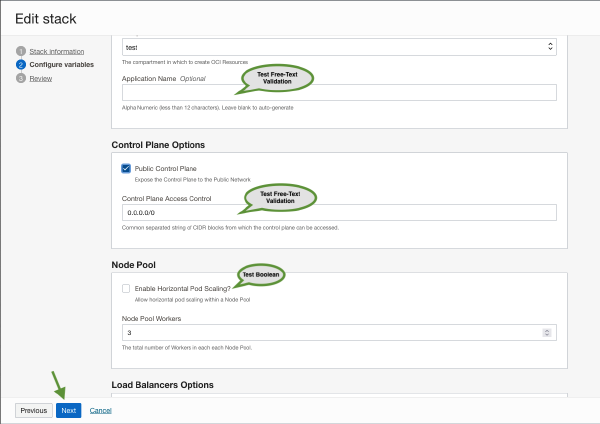 Edit stack
1 Stack information
2 Configure variables
3 Review
test
The compartment in which to create OCI Resources
Application Name Optional
Test Free-Text
Validation
Alpha Numeric (less than 12 characters). Leave blank to auto-generate
Control Plane Options
Public Control Plane
Expose the Control Plane to the Public Network
Control Plane Access Control
Test Free-Text
Validation
0.0.0.0/0
Common separated string of CIDR blocks from which the control plane can be accessed.
Node Pool
Test Boolean
Enable Horizontal Pod Scaling?
Allow horizontal pod scaling within a Node Pool
Node Pool Workers
3
The total number of Workers in each each Node Pool.
Load Balancers Options
Previous
Next
Cancel